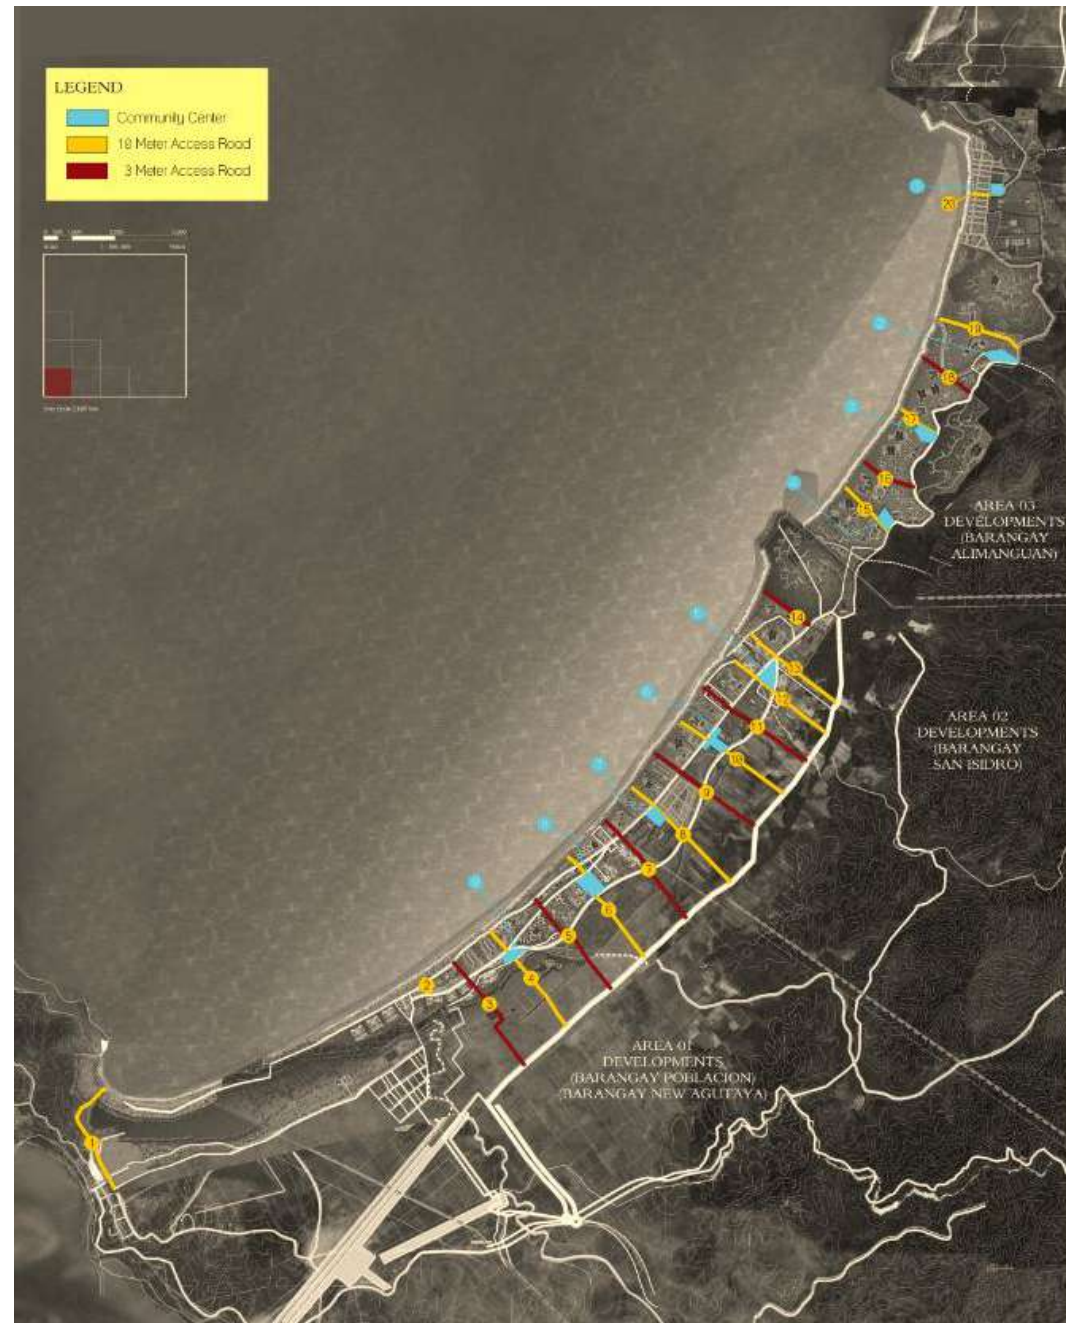 LEGEND
Community Center
10 Meter Access Road
3 Meter Access Road
20
19
18
17
16
15
AREA 03
DEVELOPMENTS
(BARANGAY
ALIMANGUAN)
14
13
12
11
10
9
8
7
6
5
4
3
2
1
AREA 02
DEVELOPMENTS
(BARANGAY
SAN ISIDRO)
AREA 01
DEVELOPMENTS
(BARANGAY POBLACION)
(BARANGAY NEW AGUTAYA)